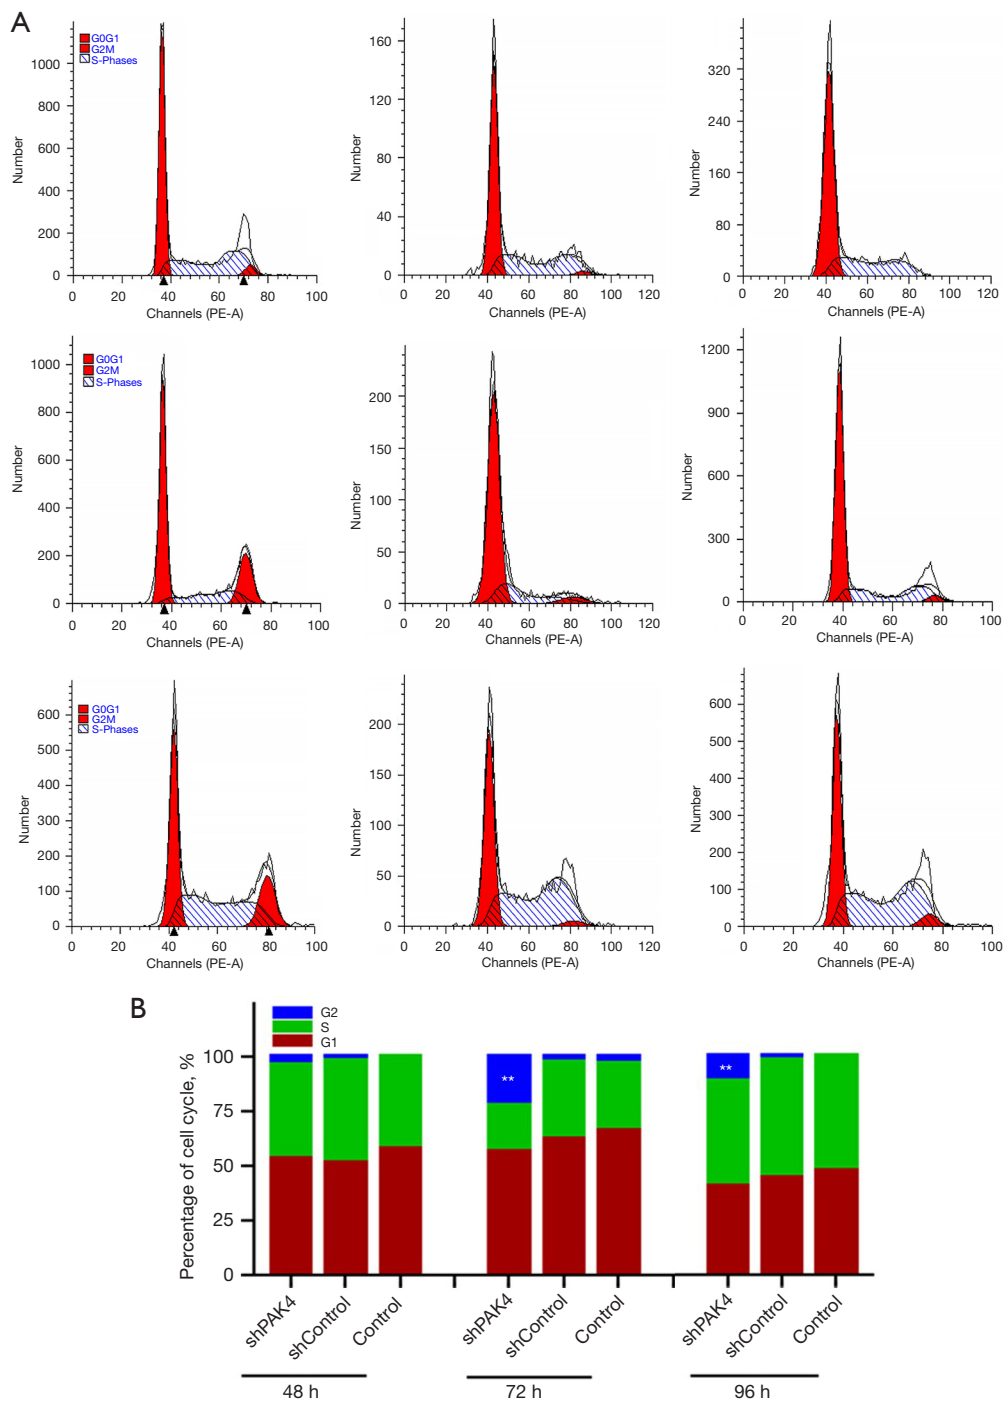 A
G0G1
G2M
S-Phases
Number
1000
800
600
400
200
0
0 20 40 60 80 100
Channels (PE-A)
Number
160
120
80
40
0
0 20 40 60 80 100 120
Channels (PE-A)
Number
320
240
160
80
0
0 20 40 60 80 100 120
Channels (PE-A)
G0G1
G2M
S-Phases
Number
1000
800
600
400
200
0
0 20 40 60 80 100
Channels (PE-A)
Number
200
150
100
50
0
0 20 40 60 80 100 120
Channels (PE-A)
Number
1200
900
600
300
0
0 20 40 60 80 100
Channels (PE-A)
G0G1
G2M
S-Phases
Number
600
500
400
300
200
100
0
0 20 40 60 80 100
Channels (PE-A)
Number
200
150
100
50
0
0 20 40 60 80 100 120
Channels (PE-A)
Number
600
500
400
300
200
100
0
0 20 40 60 80 100
Channels (PE-A)
B
G2
S
G1
Percentage of cell cycle, %
100
75
50
25
0
** **
shPAK4 shControl Control shPAK4 shControl Control shPAK4 shControl Control
48 h 72 h 96 h